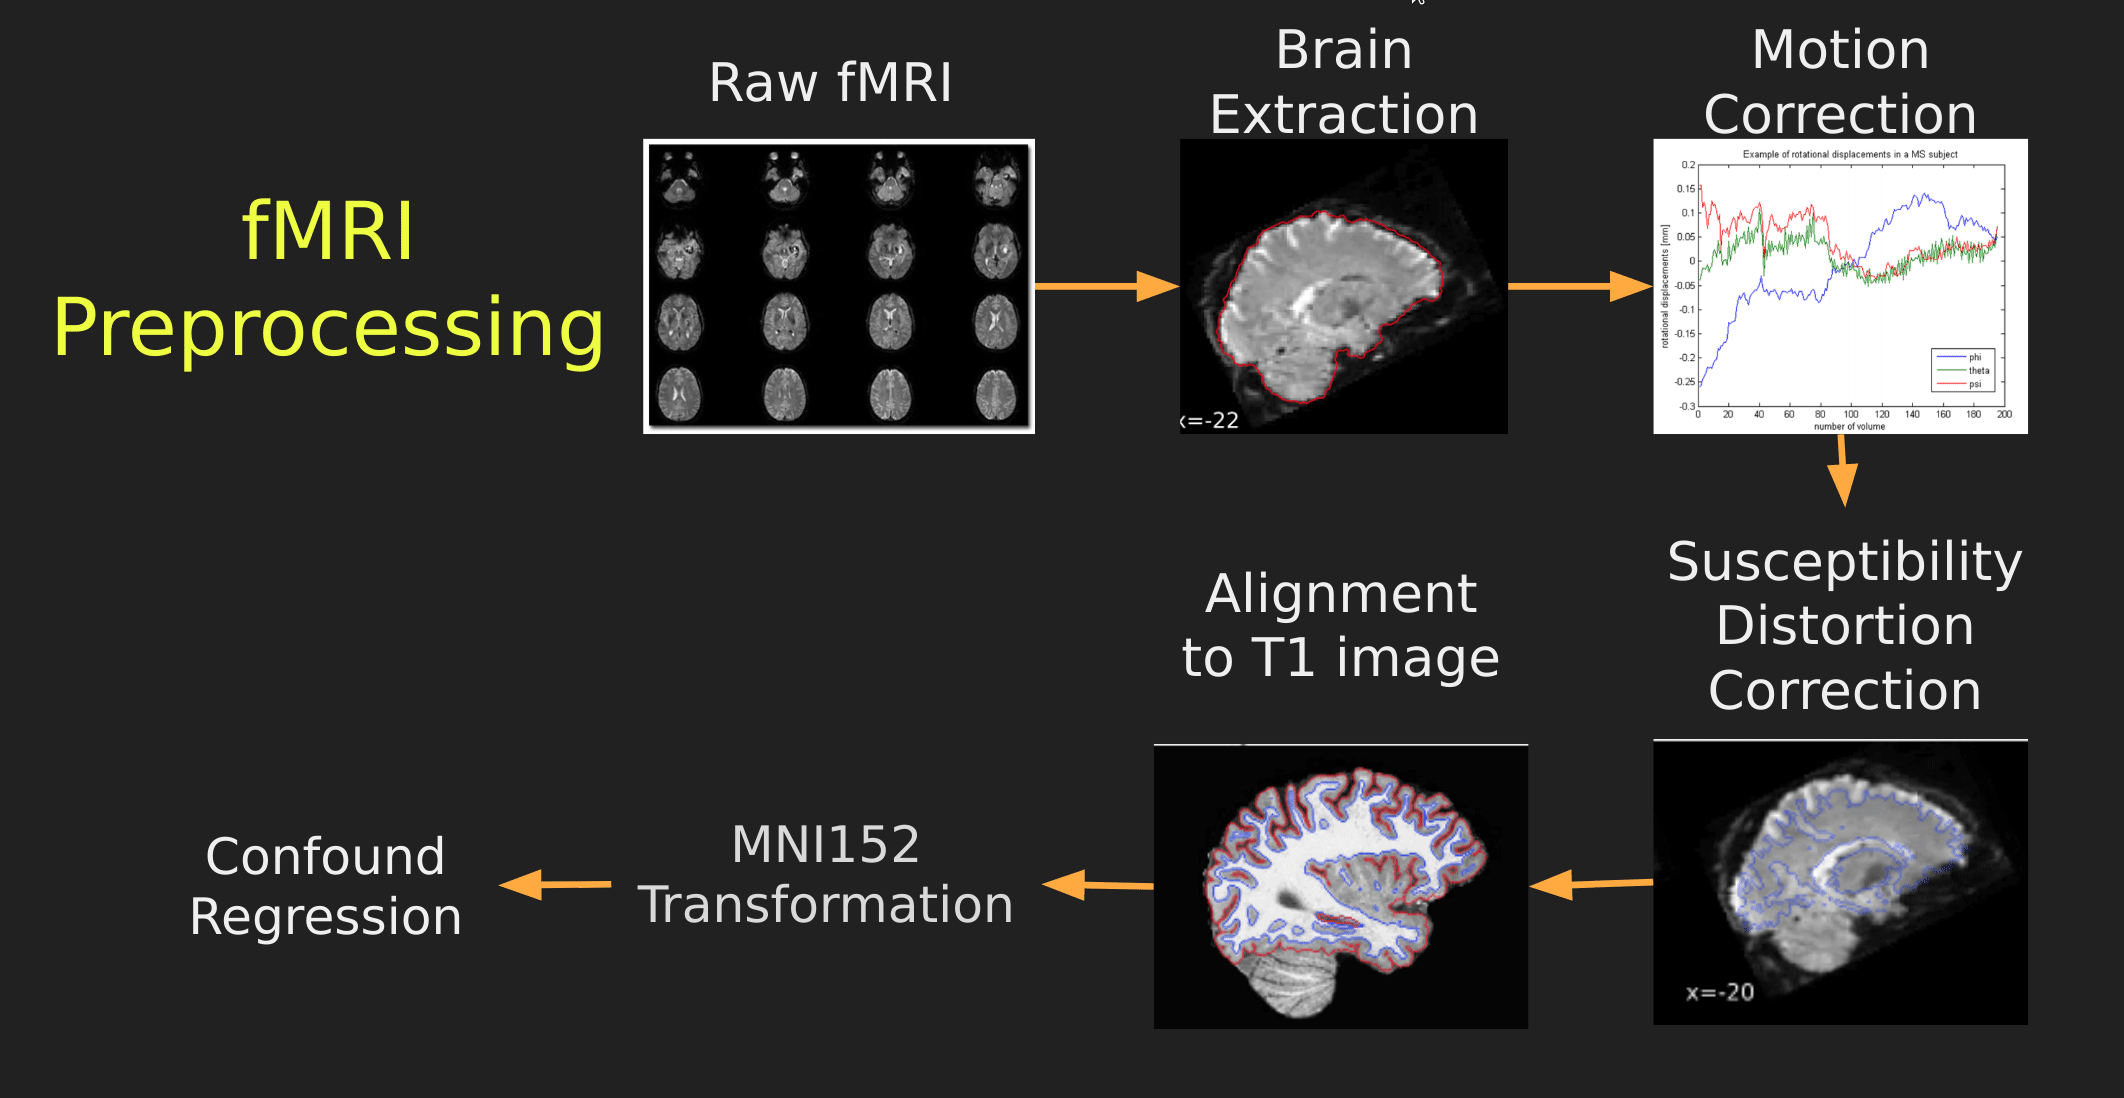 fMRI
Preprocessing
Raw fMRI
Brain
Extraction
x=-22
Motion
Correction
Example of rotational displacements in a MS subject
rotational displacements [mm]
0.2
0.15
0.1
0.05
0
-0.05
-0.1
-0.15
-0.2
-0.25
-0.3
0 20 40 60 80 100 120 140 160 180 200
number of volume
phi
theta
psi
Susceptibility
Distortion
Correction
x=-20
Alignment
to T1 image
MNI152
Transformation
Confound
Regression